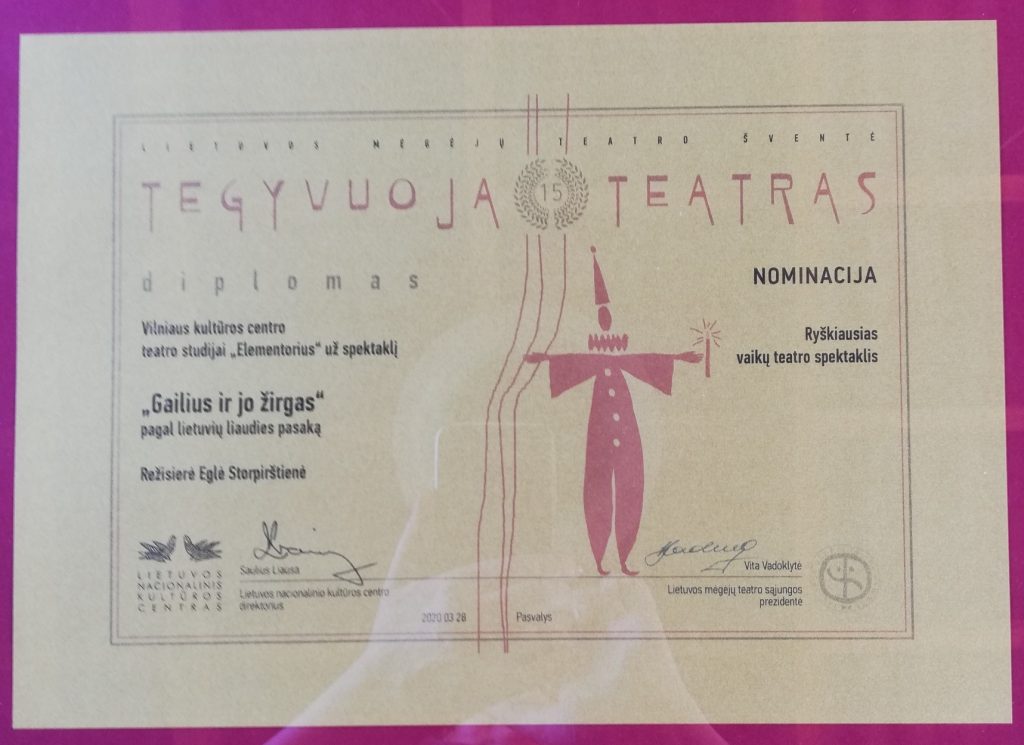 LIETUVOS MĖGĖJŲ TEATRO ŠVENTĖ
TEGYVUOJA 15 TEATRAS
diplomas
Vilniaus kultūros centro
teatro studijai „Elementorius“ už spektaklį
„Gailius ir jo žirgas“
pagal lietuvių liaudies pasaką
Režisierė Eglė Storpirštienė
NOMINACIJA
Ryškiausias
vaikų teatro spektaklis
LIETUVOS
NACIONALINIS
KULTŪROS
CENTRAS
Saulius Liausa
Lietuvos nacionalinio kultūros centro
direktorius
2020 03 28 Pasvalys
Vita Vadoklytė
Lietuvos mėgėjų teatro sąjungos
prezidentė